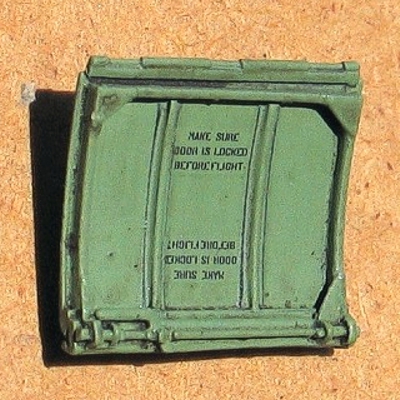 MAKE SURE
DOOR IS LOCKED
BEFORE FLIGHT
MAKE SURE
DOOR IS LOCKED
BEFORE FLIGHT